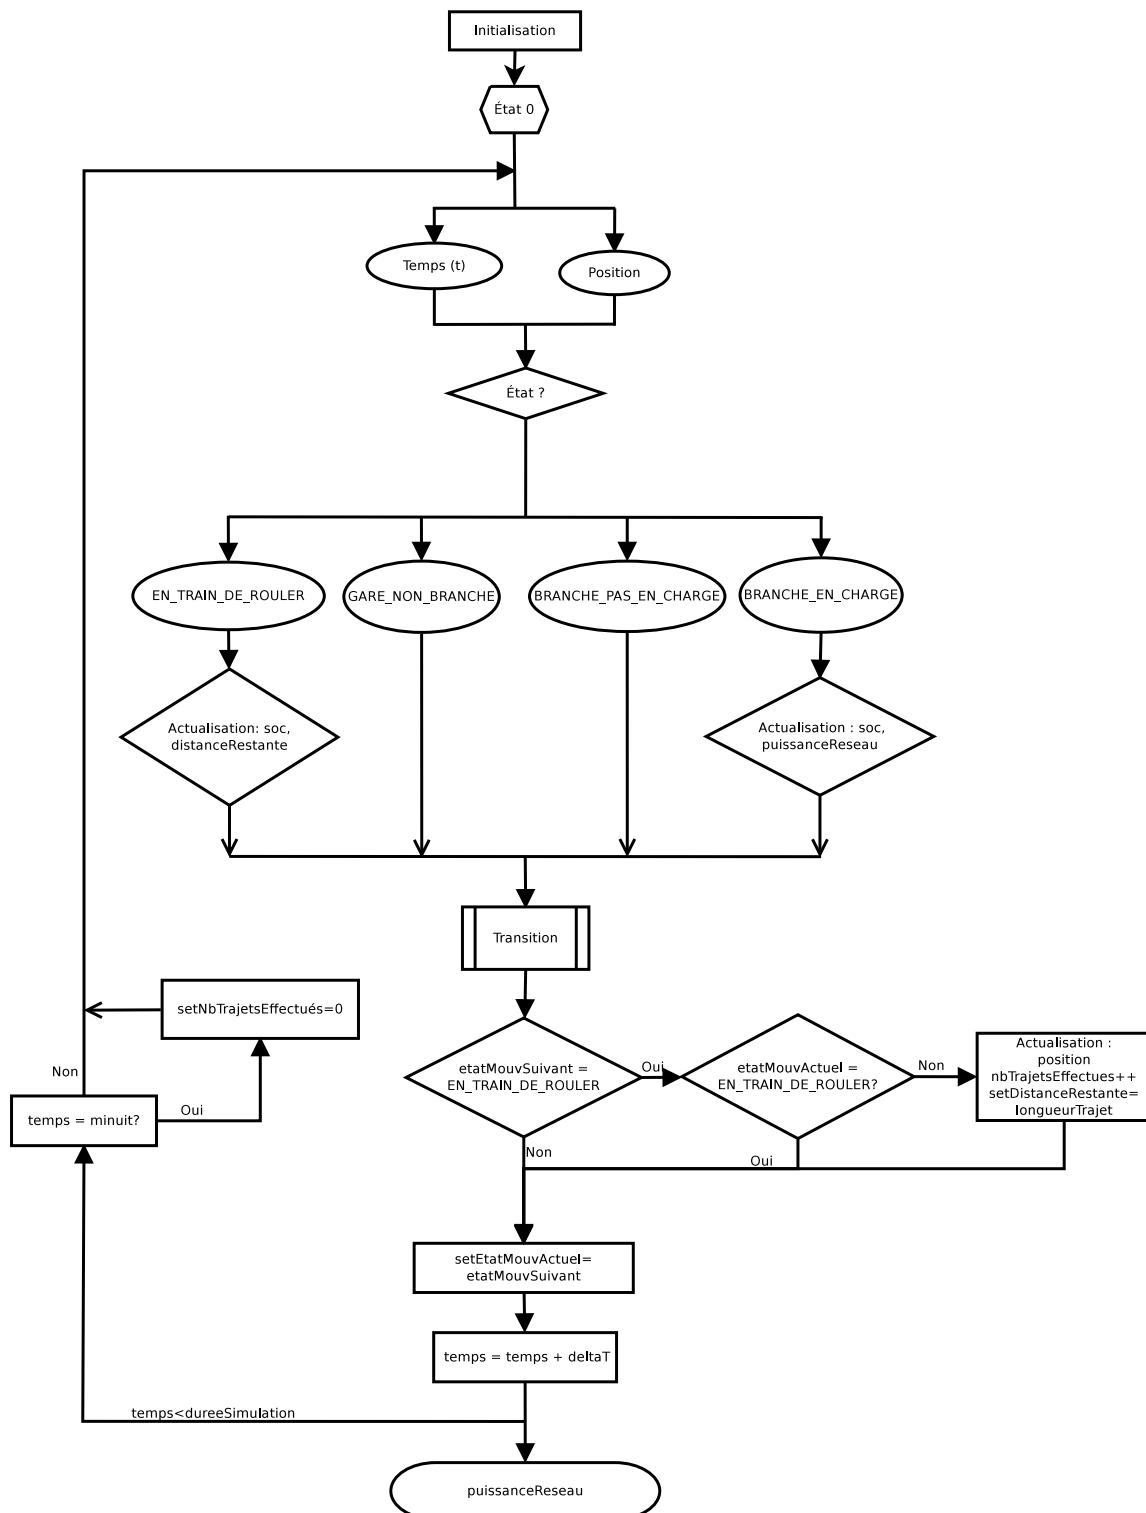 Initialisation
État 0
Temps (t)
Position
État ?
EN_TRAIN_DE_ROULER
GARE_NON_BRANCHE
BRANCHE_PAS_EN_CHARGE
BRANCHE_EN_CHARGE
Actualisation: soc,
distanceRestante
Actualisation : soc,
puissanceReseau
Transition
setNbTrajetsEffectués=0
etatMouvSuivant =
EN_TRAIN_DE_ROULER
Oui
etatMouvActuel =
EN_TRAIN_DE_ROULER?
Non
Actualisation :
position
nbTrajetsEffectues++
setDistanceRestante=
longueurTrajet
Non
temps = minuit?
Oui
Non
Oui
setEtatMouvActuel=
etatMouvSuivant
temps = temps + deltaT
temps<dureeSimulation
puissanceReseau